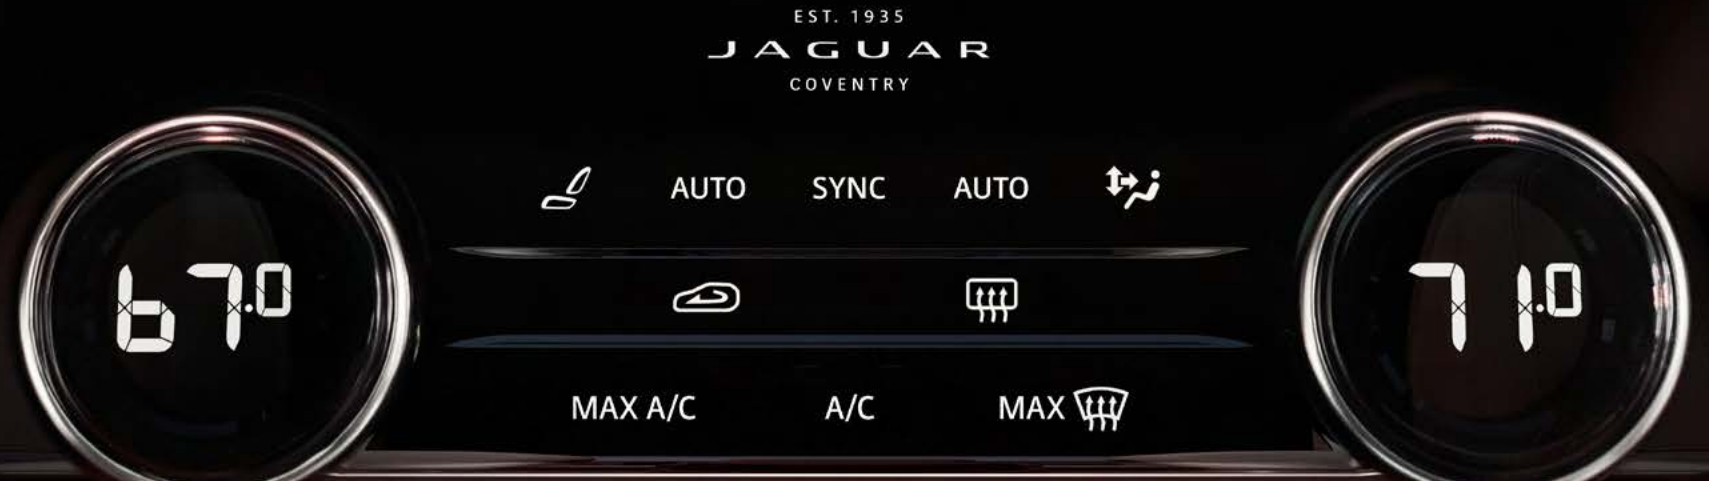 EST. 1935
JAGUAR
COVENTRY
AUTO SYNC AUTO
67.0 71.0
MAX A/C A/C MAX